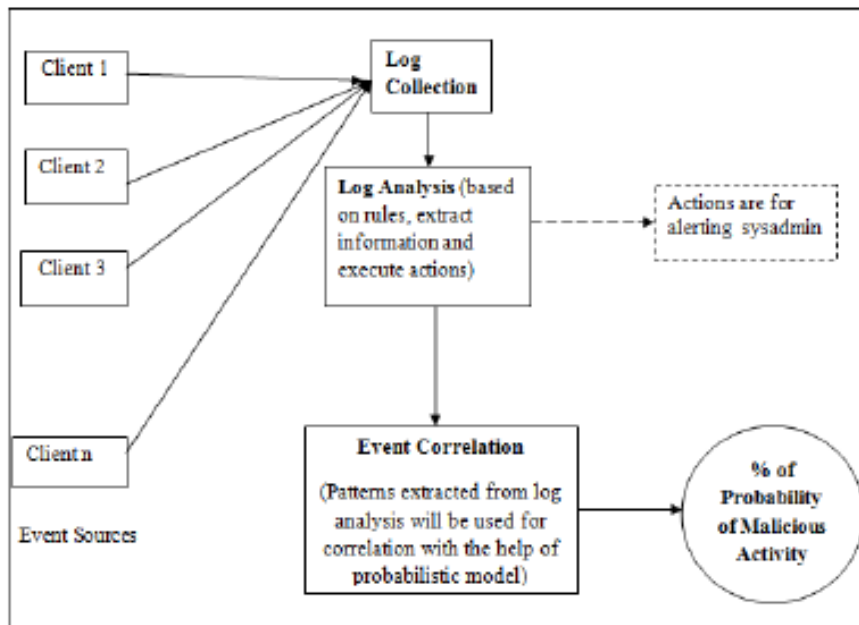 Client 1
Client 2
Client 3
Client n
Event Sources
Log
Collection
Log Analysis (based
on rules, extract
information and
execute actions)
Actions are for
alerting sysadmin
Event Correlation
(Patterns extracted from log
analysis will be used for
correlation with the help of
probabilistic model)
% of
Probability
of Malicious
Activity